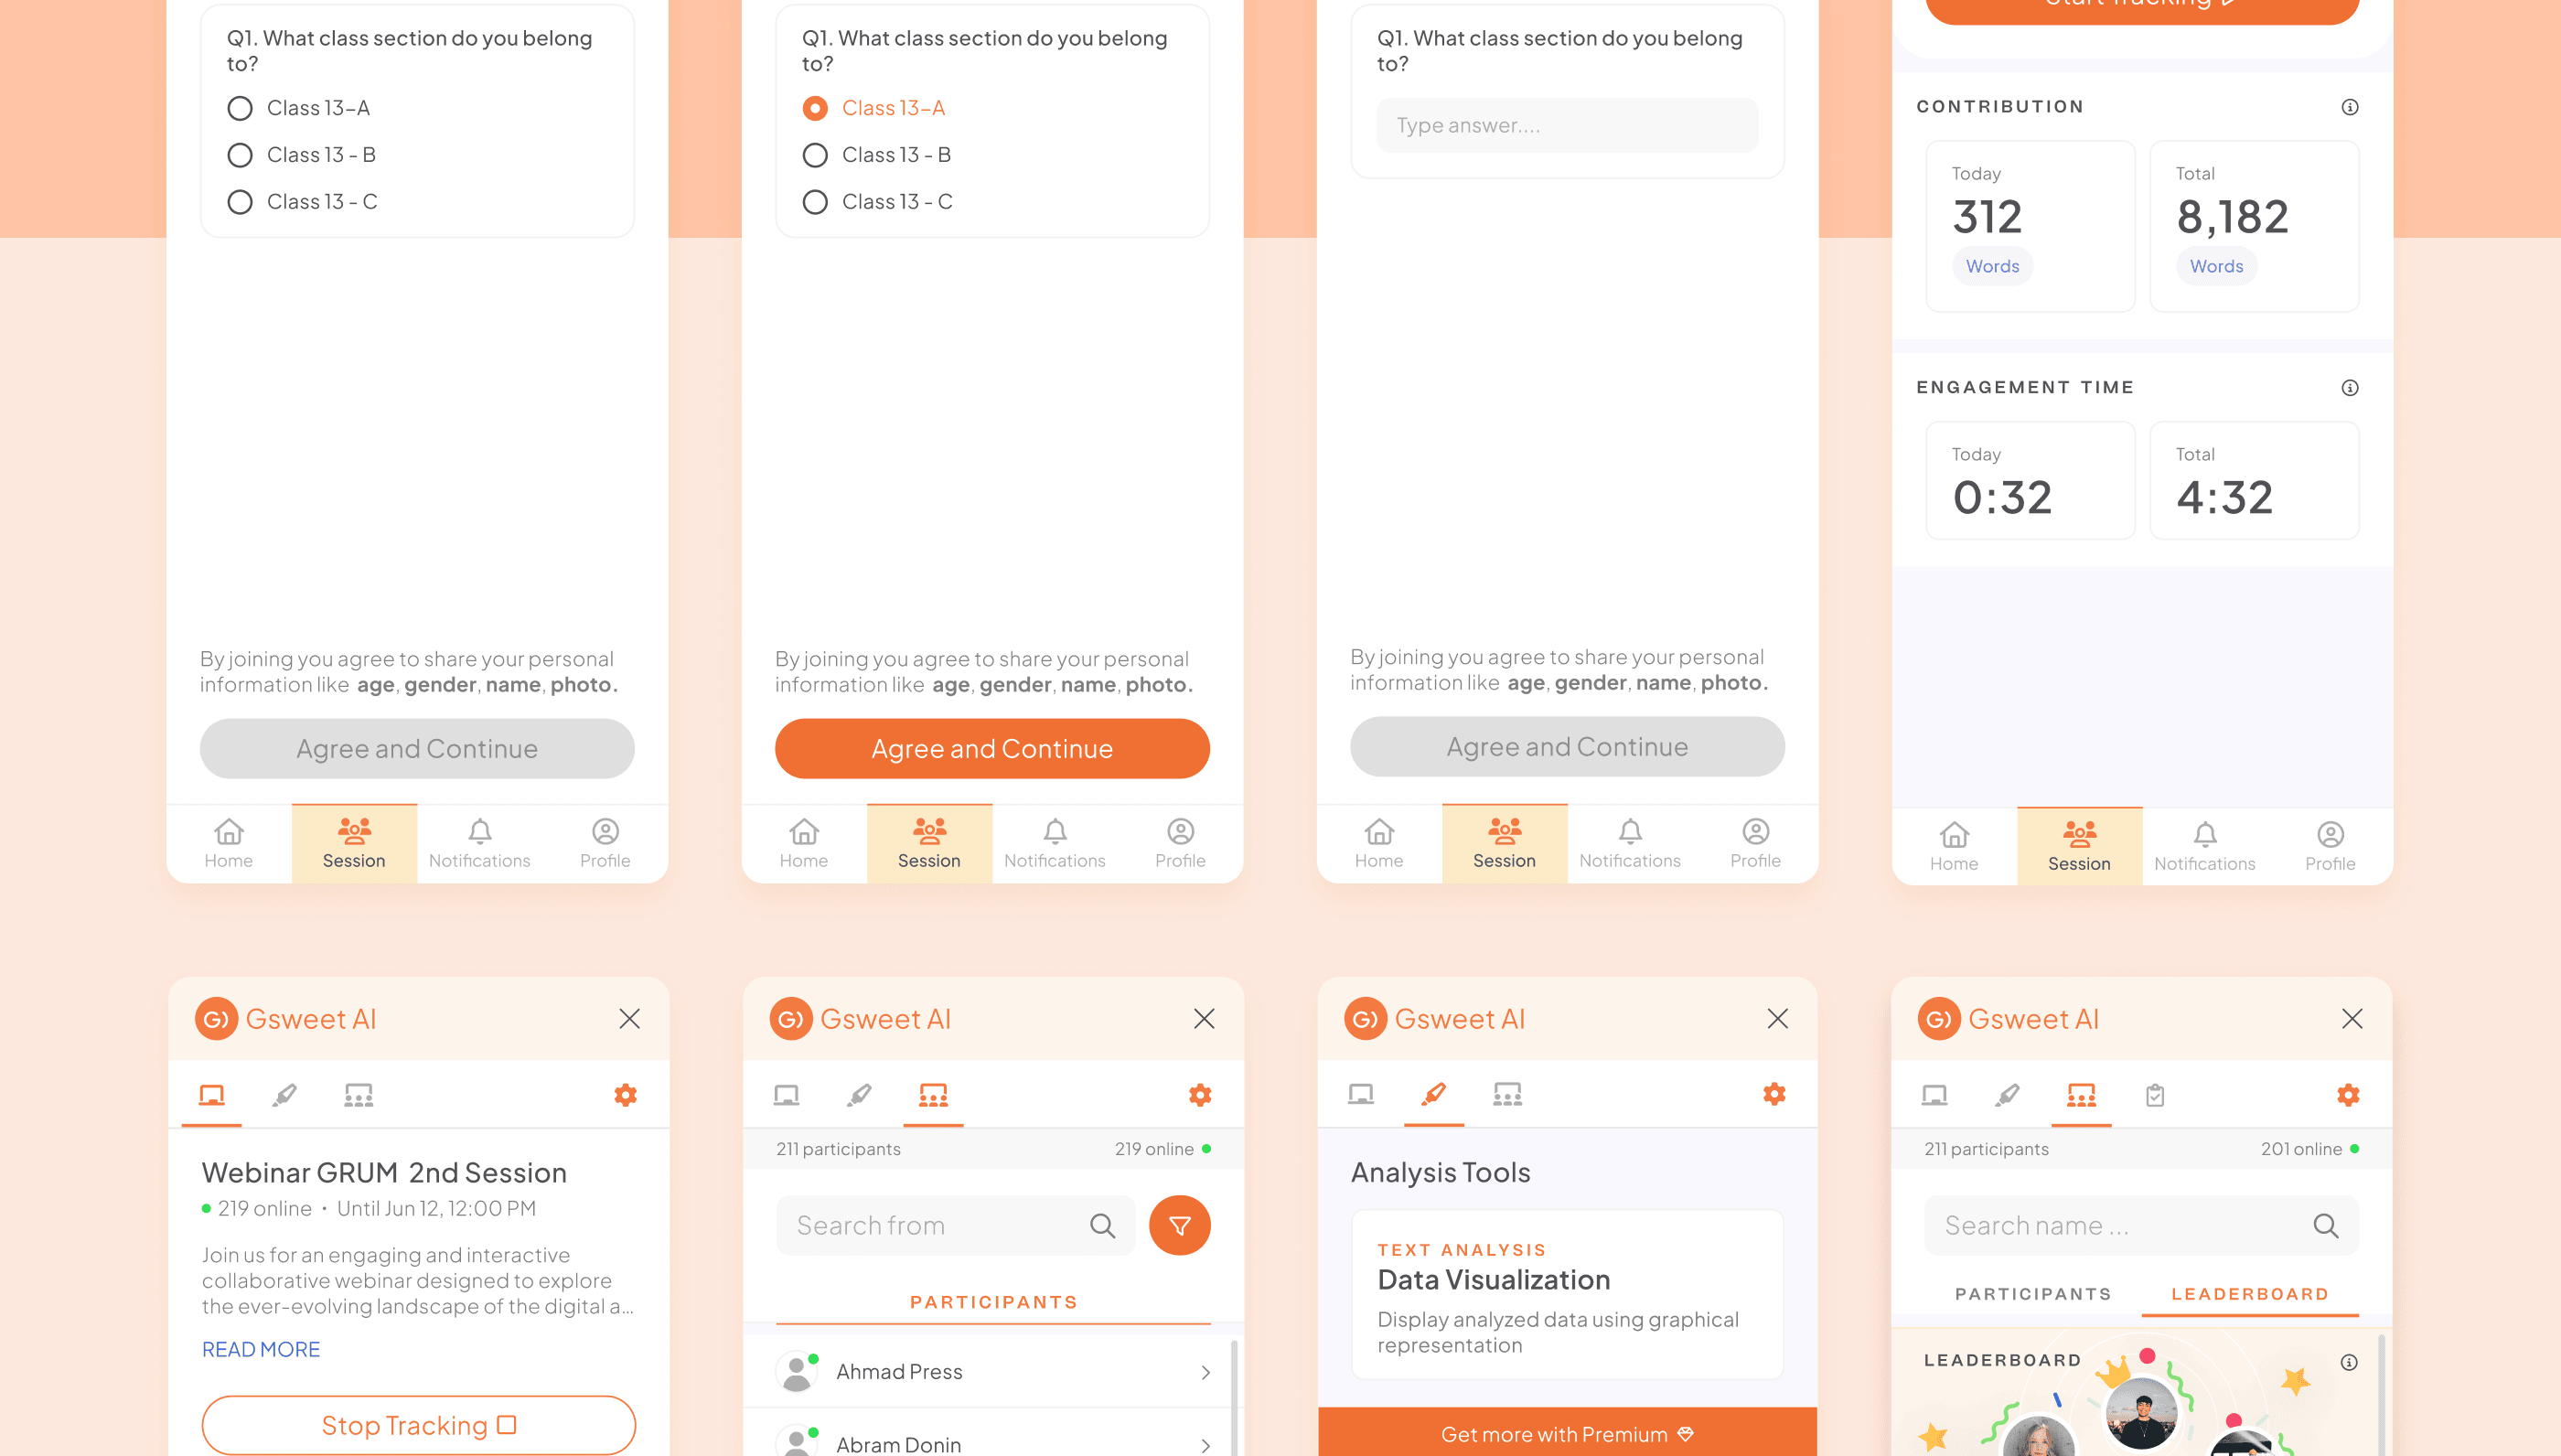 Q1. What class section do you belong
to?
Class 13–A
Class 13 - B
Class 13 - C
By joining you agree to share your personal
information like age, gender, name, photo.
Agree and Continue
Home
Session
Notifications
Profile
Q1. What class section do you belong
to?
Class 13–A
Class 13 - B
Class 13 - C
By joining you agree to share your personal
information like age, gender, name, photo.
Agree and Continue
Home
Session
Notifications
Profile
Q1. What class section do you belong
to?
Type answer....
By joining you agree to share your personal
information like age, gender, name, photo.
Agree and Continue
Home
Session
Notifications
Profile
Start Tracking
CONTRIBUTION
Today
312
Words
Total
8,182
Words
ENGAGEMENT TIME
Today
0:32
Total
4:32
Home
Session
Notifications
Profile
G) Gsweet AI
Webinar GRUM 2nd Session
219 online • Until Jun 12, 12:00 PM
Join us for an engaging and interactive
collaborative webinar designed to explore
the ever-evolving landscape of the digital a...
READ MORE
Stop Tracking
G) Gsweet AI
211 participants
219 online
Search from
PARTICIPANTS
Ahmad Press
Abram Donin
G) Gsweet AI
Analysis Tools
TEXT ANALYSIS
Data Visualization
Display analyzed data using graphical
representation
Get more with Premium
G) Gsweet AI
211 participants
201 online
Search name ...
PARTICIPANTS
LEADERBOARD
LEADERBOARD